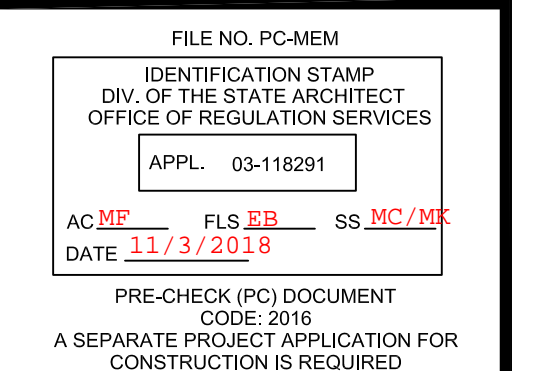 FILE NO. PC-MEM
IDENTIFICATION STAMP
DIV. OF THE STATE ARCHITECT
OFFICE OF REGULATION SERVICES
APPL. 03-118291
AC MF FLS EB SS MC/MK
DATE 11/3/2018
PRE-CHECK (PC) DOCUMENT
CODE: 2016
A SEPARATE PROJECT APPLICATION FOR
CONSTRUCTION IS REQUIRED